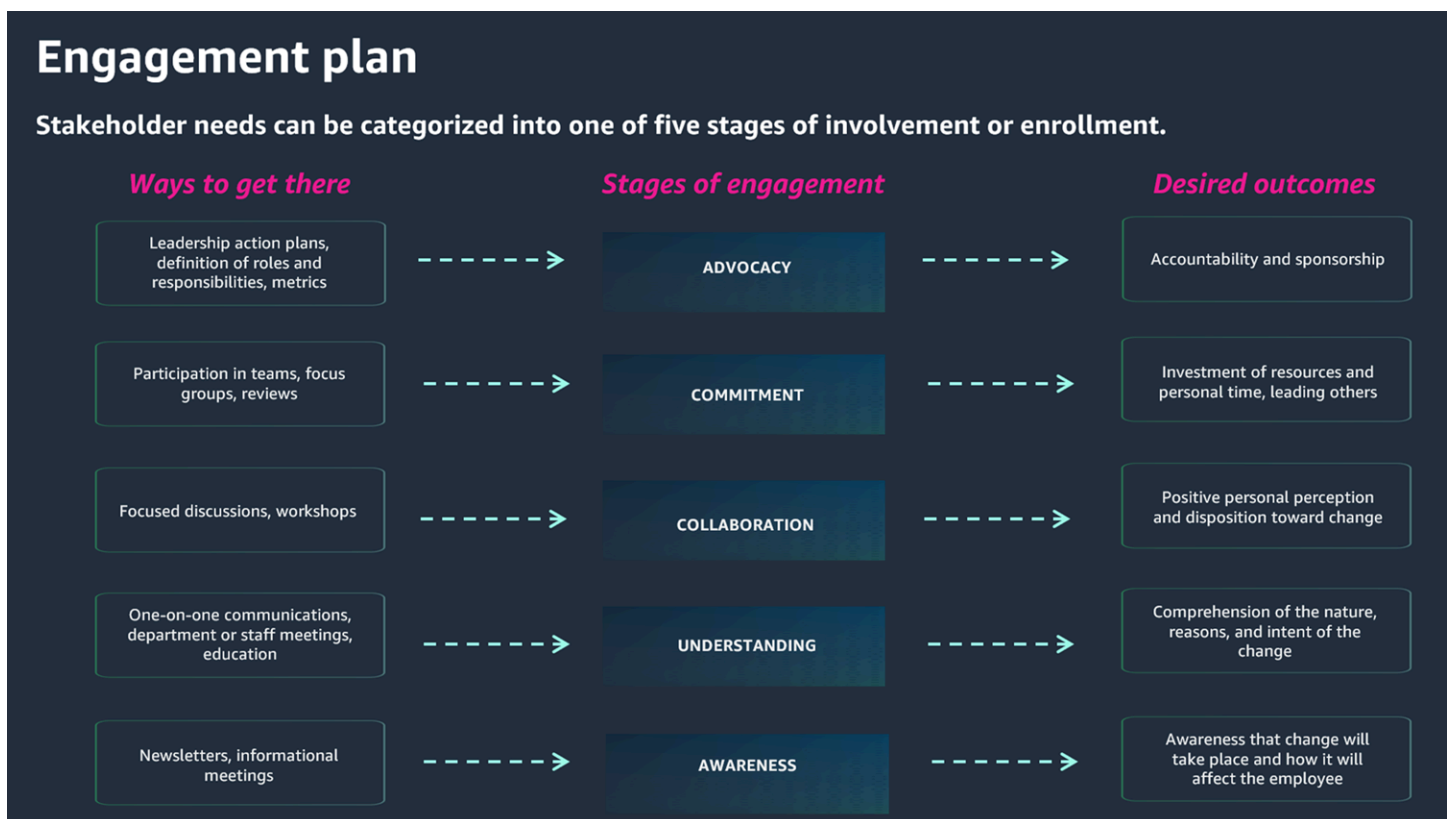 Engagement plan
Stakeholder needs can be categorized into one of five stages of involvement or enrollment.
Ways to get there
Stages of engagement
Desired outcomes
Leadership action plans,
definition of roles and
responsibilities, metrics
ADVOCACY
Accountability and sponsorship
Participation in teams, focus
groups, reviews
COMMITMENT
Investment of resources and
personal time, leading others
Focused discussions, workshops
COLLABORATION
Positive personal perception
and disposition toward change
One-on-one communications,
department or staff meetings,
education
UNDERSTANDING
Comprehension of the nature,
reasons, and intent of the
change
Newsletters, informational
meetings
AWARENESS
Awareness that change will
take place and how it will
affect the employee